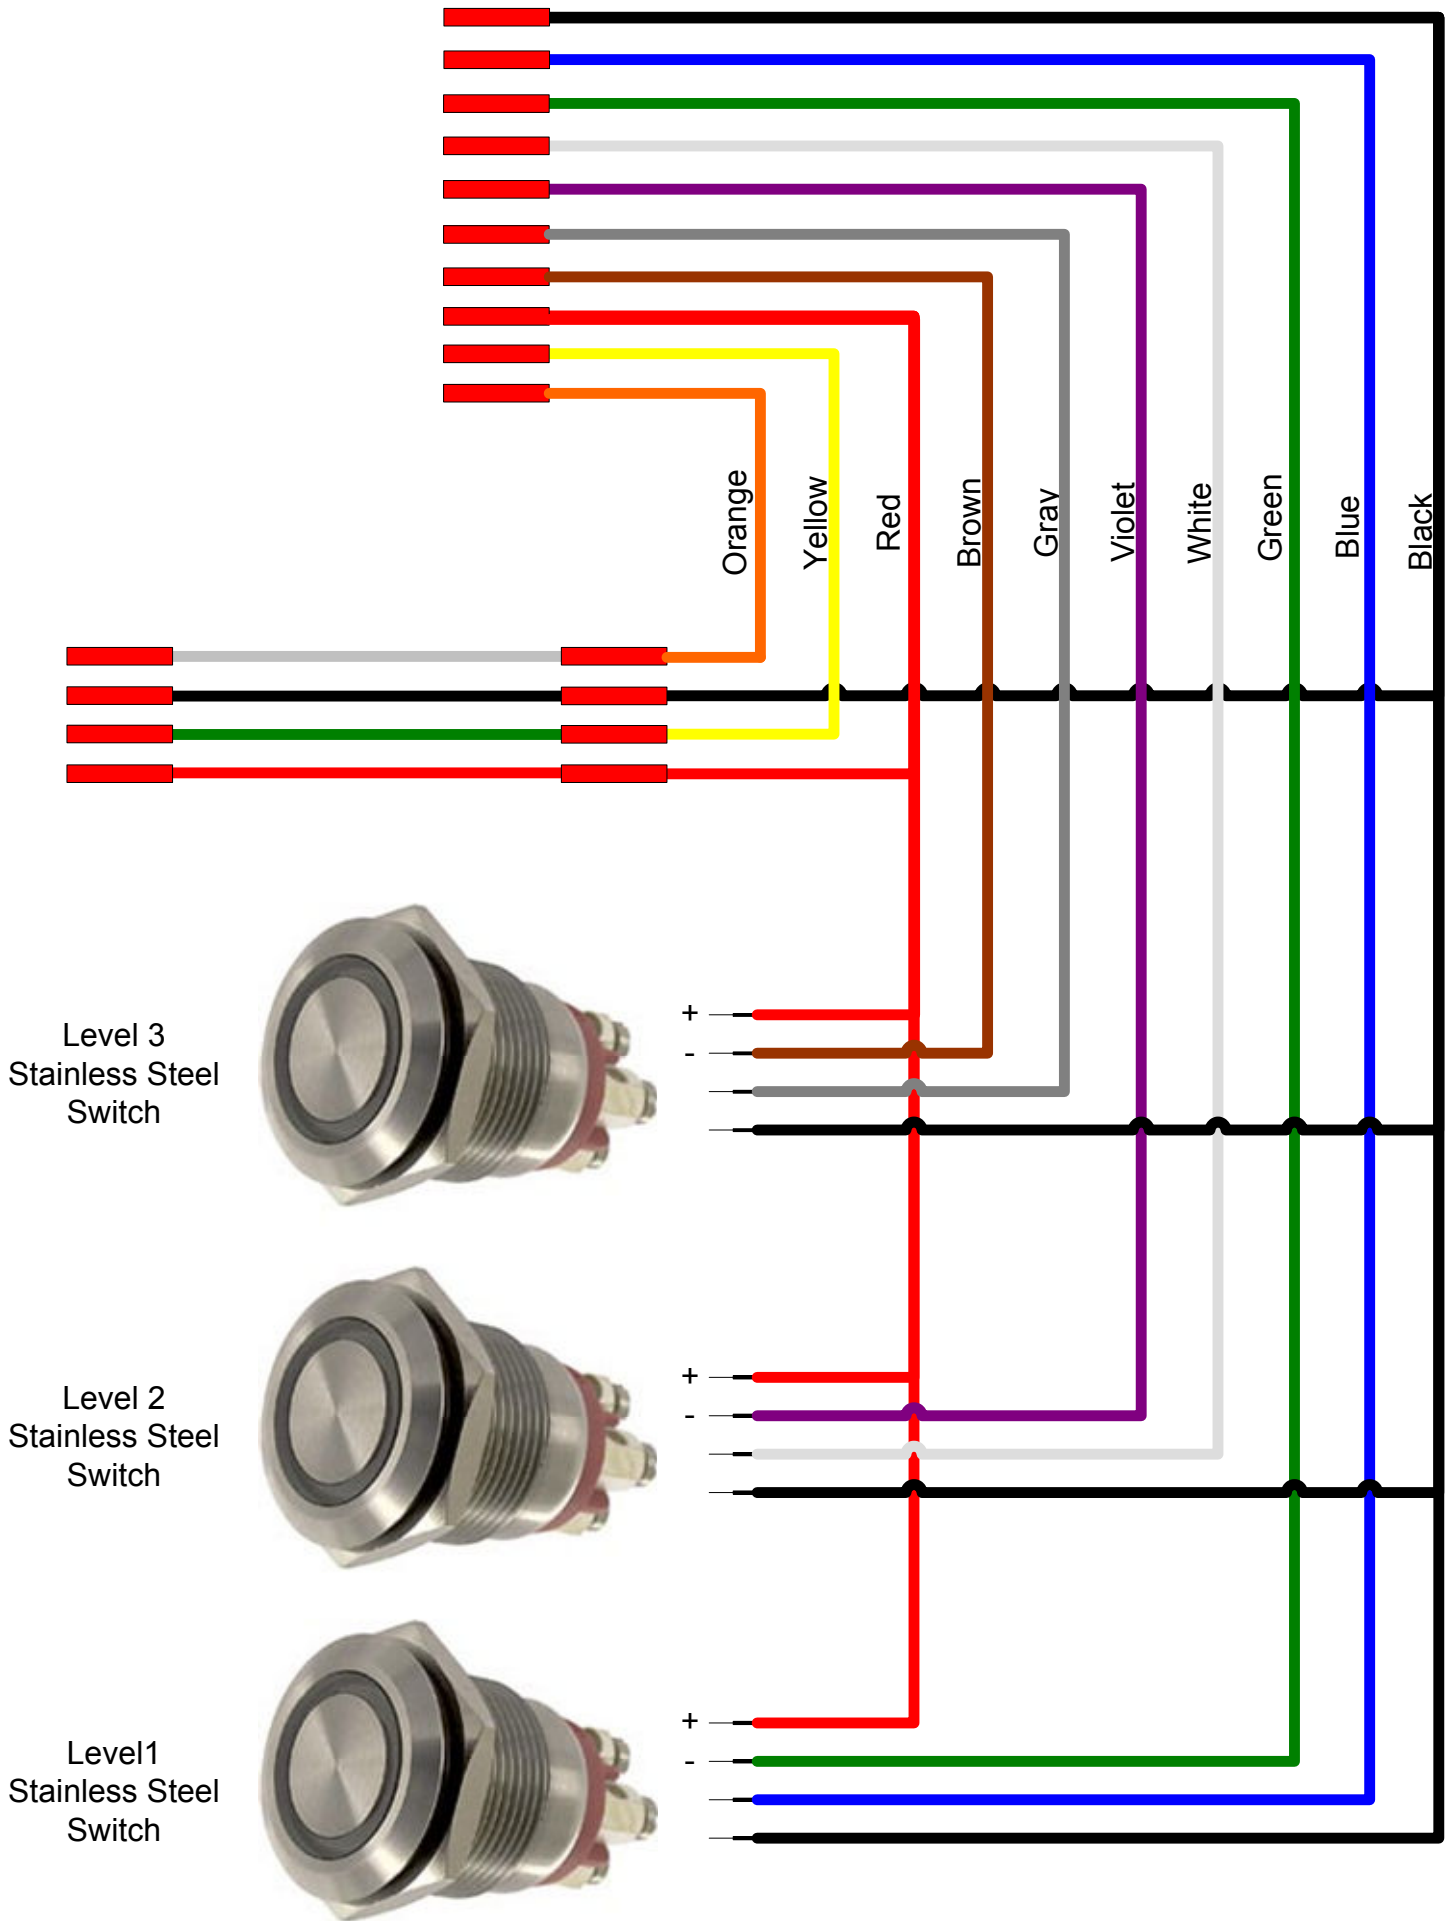 Orange
Yellow
Red
Brown
Gray
Violet
White
Green
Blue
Black
+
-
Level 3
Stainless Steel
Switch
+
-
Level 2
Stainless Steel
Switch
+
-
Level1
Stainless Steel
Switch